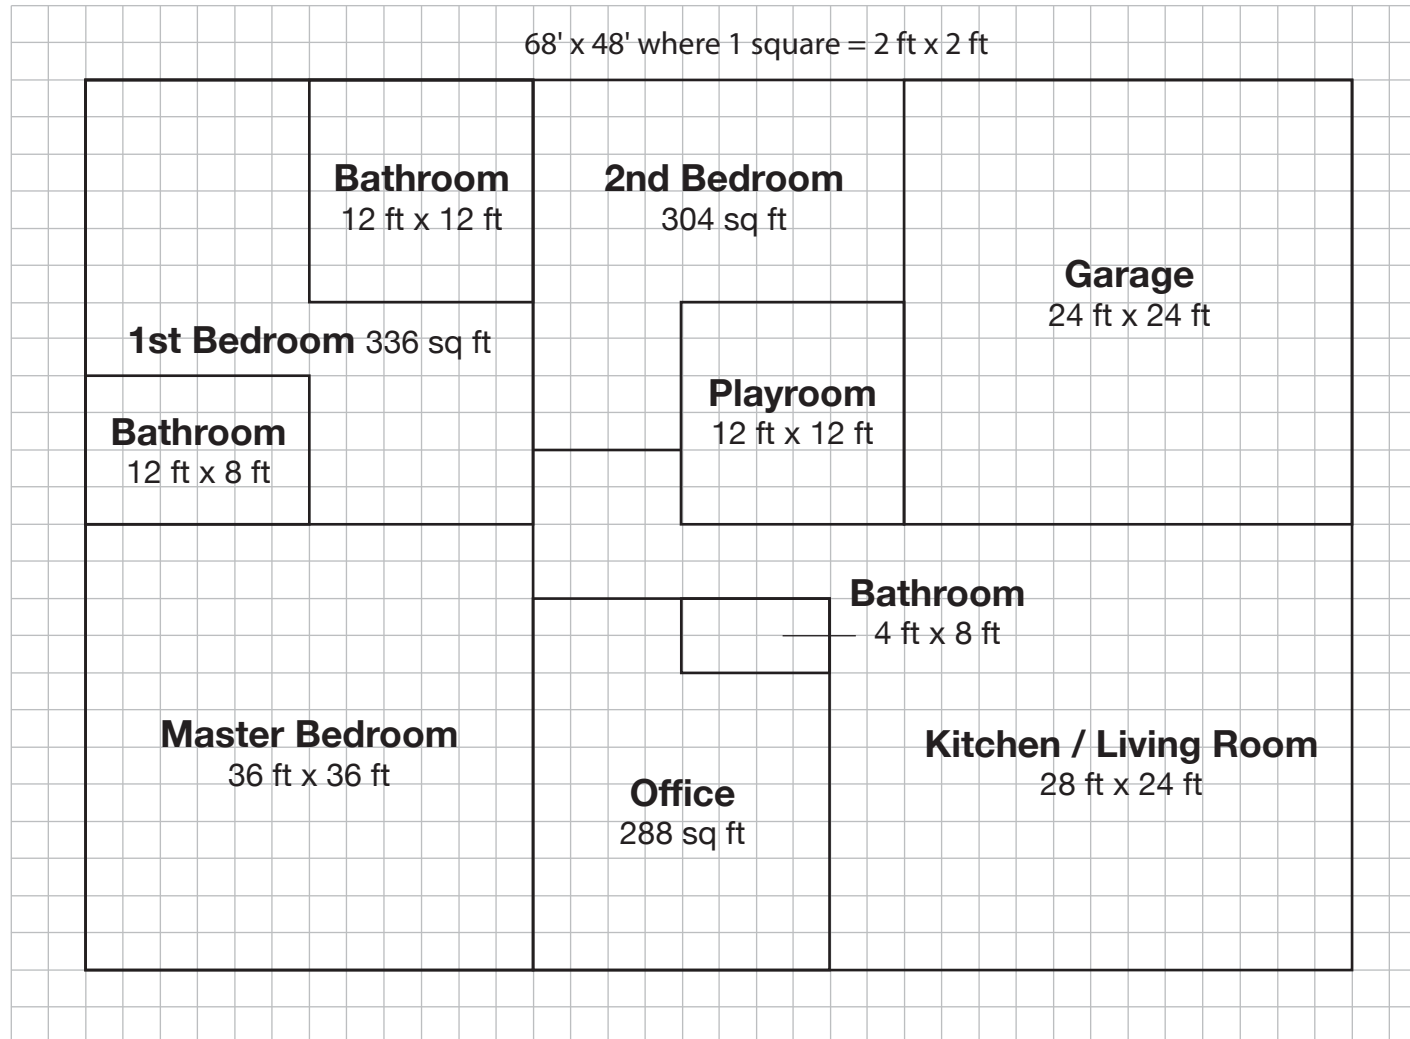 68' x 48' where 1 square = 2 ft x 2 ft
Bathroom
12 ft x 12 ft
2nd Bedroom
304 sq ft
Garage
24 ft x 24 ft
1st Bedroom 336 sq ft
Playroom
12 ft x 12 ft
Bathroom
12 ft x 8 ft
Bathroom
4 ft x 8 ft
Master Bedroom
36 ft x 36 ft
Kitchen / Living Room
28 ft x 24 ft
Office
288 sq ft